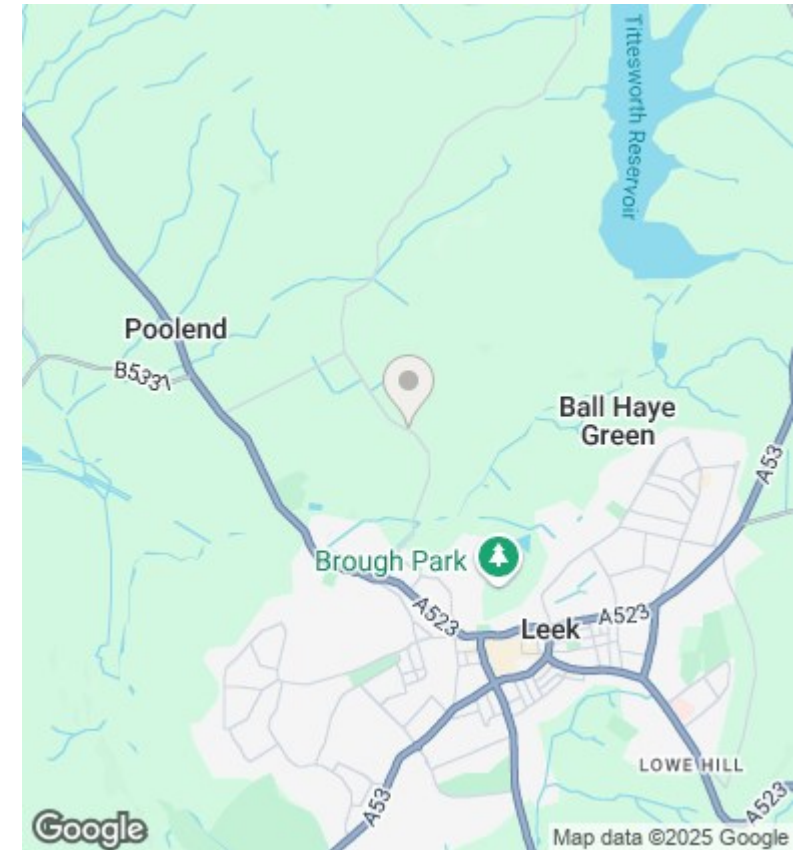 Tittesworth Reservoir
Poolend
B5331
Ball Haye
Green
A53
Brough Park
A523
Leek
A523
LOWE HILL
A53
A523
Google
Map data ©2025 Google